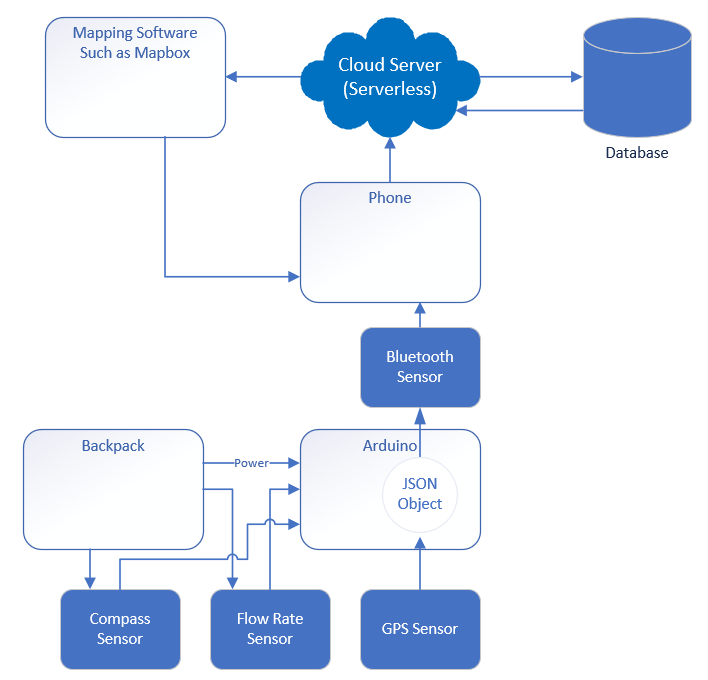 Mapping Software
Such as Mapbox
Cloud Server
(Serverless)
Database
Phone
Bluetooth
Sensor
Backpack
Power
Arduino
JSON
Object
Compass
Sensor
Flow Rate
Sensor
GPS Sensor